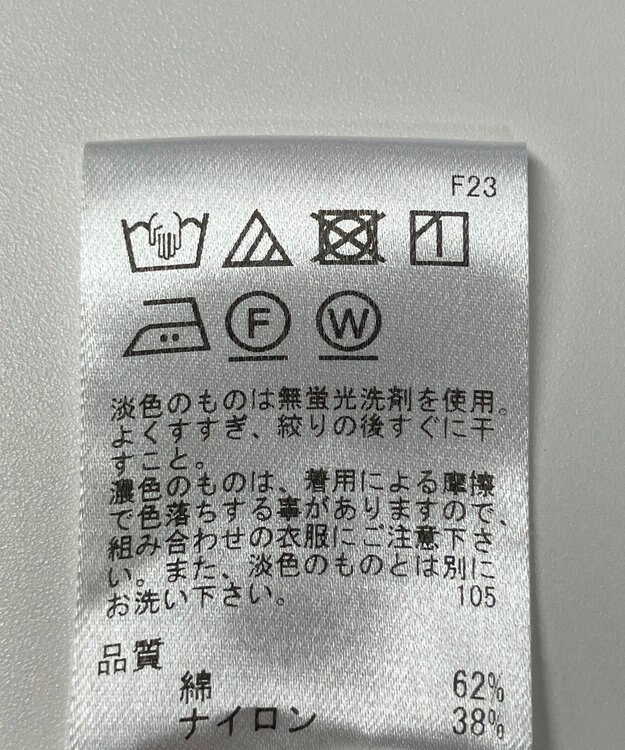 F23
F W
淡色のものは無蛍光洗剤を使用。
よくすすぎ、絞りの後すぐに干
すこと。
濃色のものは、着用による摩擦
で色落ちする事がありますので、
組み合わせの衣服にご注意下さ
い。また、淡色のものとは別に
お洗い下さい。 105
品質
綿 62%
ナイロン 38%